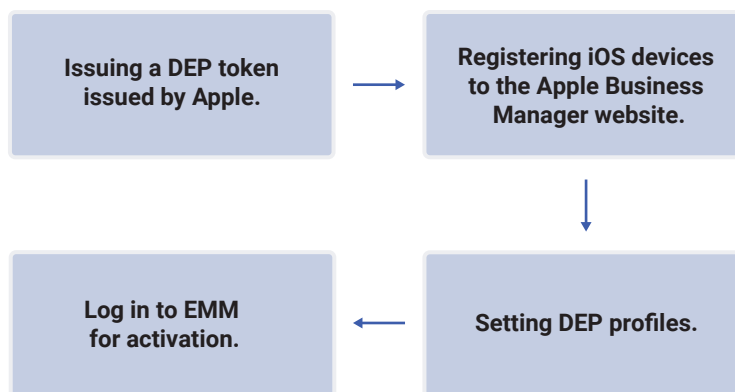 Issuing a DEP token
issued by Apple.
Registering iOS devices
to the Apple Business
Manager website.
Setting DEP profiles.
Log in to EMM
for activation.